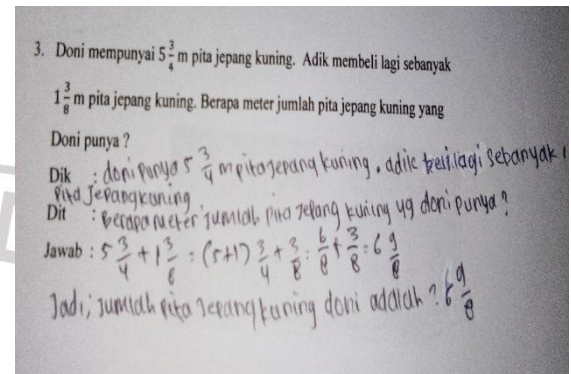 3. Doni mempunyai 5 3/4 m pita jepang kuning. Adik membeli lagi sebanyak
1 3/8 m pita jepang kuning. Berapa meter jumlah pita jepang kuning yang
Doni punya ?
Dik : doni punya 5 3/4 m pita jepang kuning, adik beli lagi sebanyak 1
pita Jepang kuning
Dit : Berapa meter jumlah pita jepang kuning yg doni punya ?
Jawab : 5 3/4 + 1 3/8 : (5+1) 3/4 + 3/8 : 6/8 + 3/8 : 6 9/8
Jadi, jumlah pita Jepang kuning doni adalah ? 6 9/8